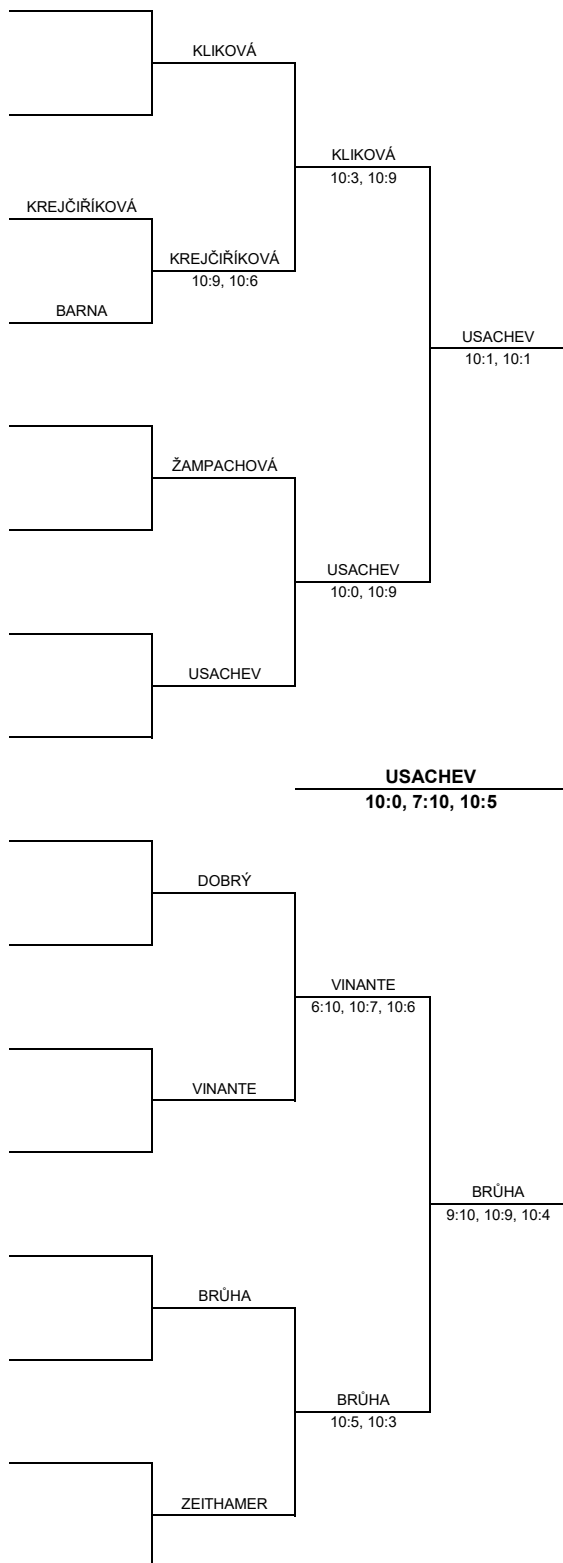 KLIKOVÁ
KLIKOVÁ
10:3, 10:9
KREJČIŘÍKOVÁ
KREJČIŘÍKOVÁ
10:9, 10:6
BARNA
USACHEV
10:1, 10:1
ŽAMPACHOVÁ
USACHEV
10:0, 10:9
USACHEV
USACHEV
10:0, 7:10, 10:5
DOBRÝ
VINANTE
6:10, 10:7, 10:6
VINANTE
BRŮHA
9:10, 10:9, 10:4
BRŮHA
BRŮHA
10:5, 10:3
ZEITHAMER